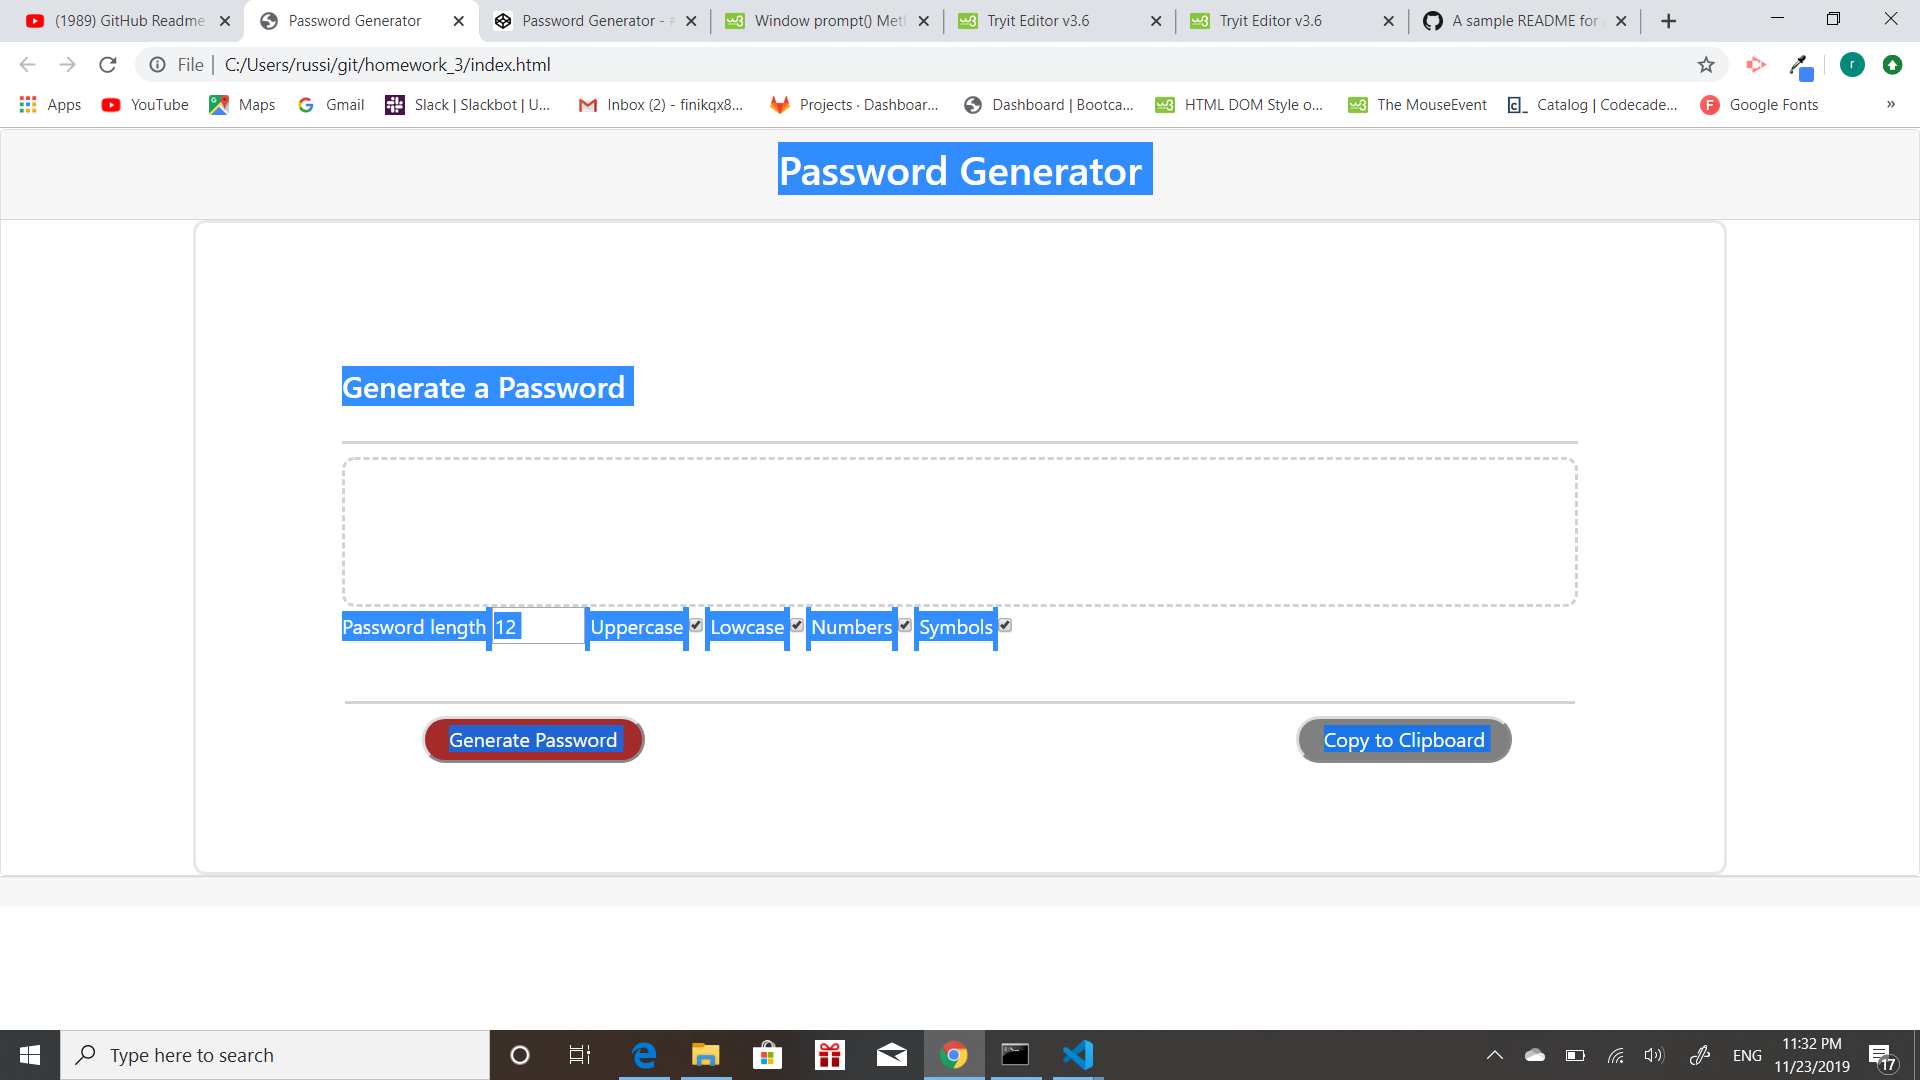 (1989) GitHub Readme
Password Generator
Password Generator - #
Window prompt() Meth
Tryit Editor v3.6
Tryit Editor v3.6
A sample README for
File | C:/Users/russi/git/homework_3/index.html
r
Apps
YouTube
Maps
Gmail
Slack | Slackbot | U...
Inbox (2) - finikqx8...
Projects · Dashboar...
Dashboard | Bootca...
HTML DOM Style o...
The MouseEvent
Catalog | Codecade...
Google Fonts
»
Password Generator
Generate a Password
Password length 12 Uppercase Lowcase Numbers Symbols
Generate Password
Copy to Clipboard
Type here to search
ENG
11:32 PM
11/23/2019
17